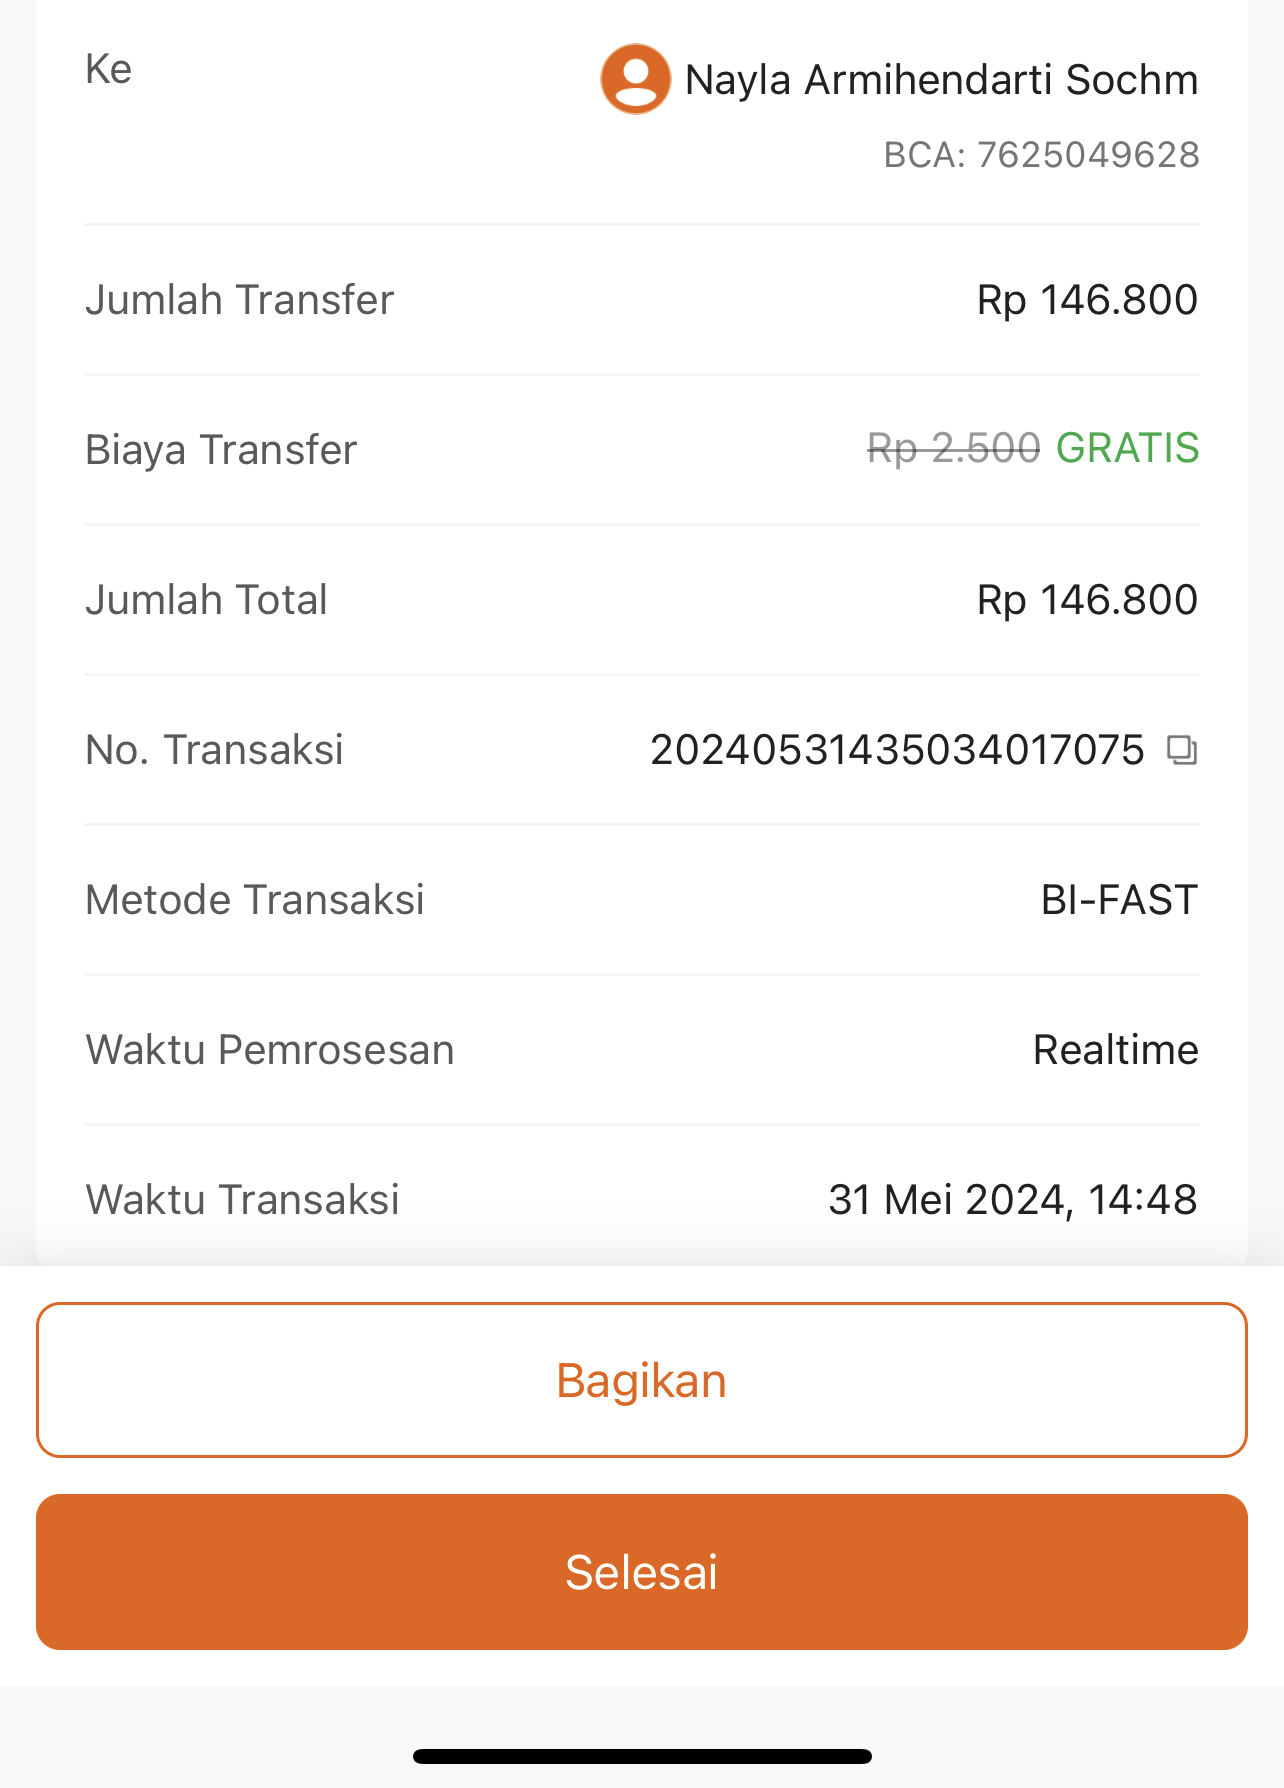 Ke
Nayla Armihendarti Sochm
BCA: 7625049628
Jumlah Transfer Rp 146.800
Biaya Transfer Rp 2.500 GRATIS
Jumlah Total Rp 146.800
No. Transaksi 20240531435034017075
Metode Transaksi BI-FAST
Waktu Pemrosesan Realtime
Waktu Transaksi 31 Mei 2024, 14:48
Bagikan
Selesai